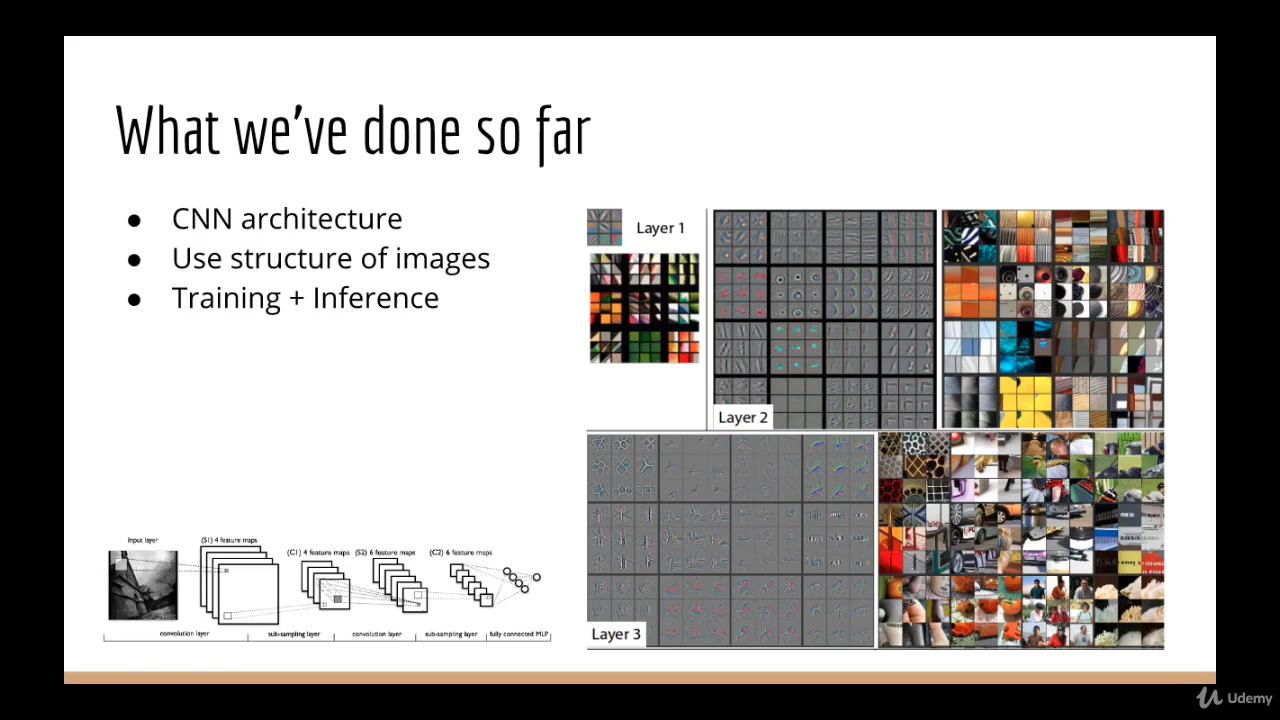 What we've done so far
● CNN architecture
● Use structure of images
● Training + Inference
Layer 1
Layer 2
Layer 3
Input layer
(S1) 4 feature maps
(C1) 4 feature maps
(S2) 6 feature maps
(C2) 6 feature maps
convolution layer
sub-sampling layer
convolution layer
sub-sampling layer
fully connected MLP
Udemy